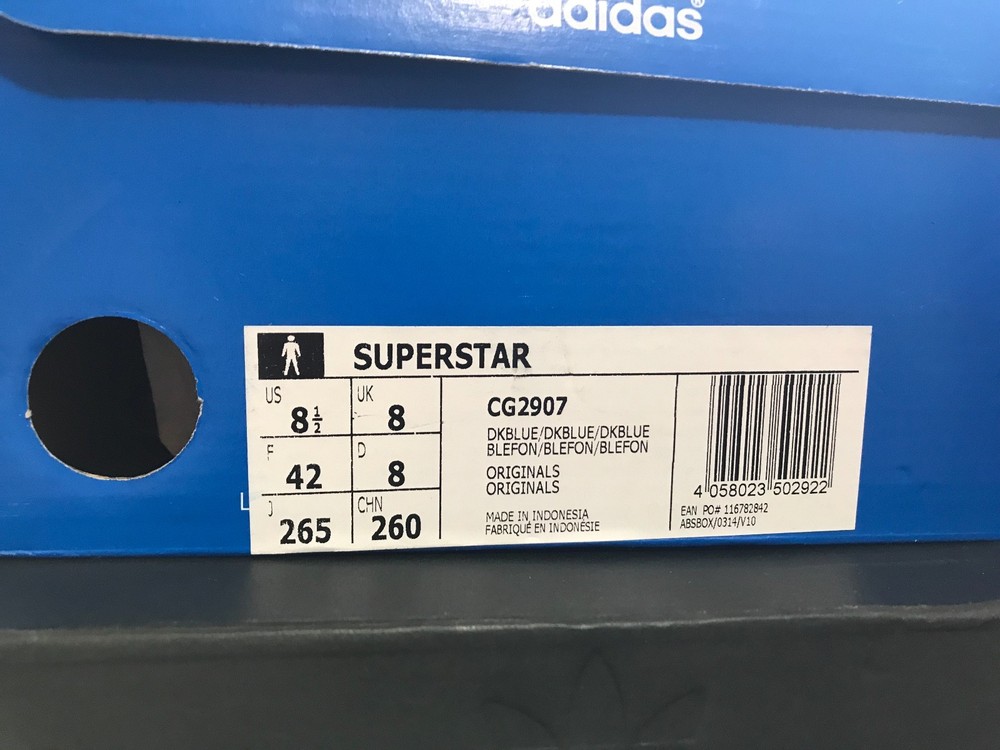 adidas®
SUPERSTAR
US 8½ UK 8
F 42 D 8
J 265 CHN 260
CG2907
DKBLUE/DKBLUE/DKBLUE
BLEFON/BLEFON/BLEFON
ORIGINALS
ORIGINALS
MADE IN INDONESIA
FABRIQUÉ EN INDONÉSIE
4 058023 502922
EAN PO# 116782842
ABSBOX/0314/V10
L